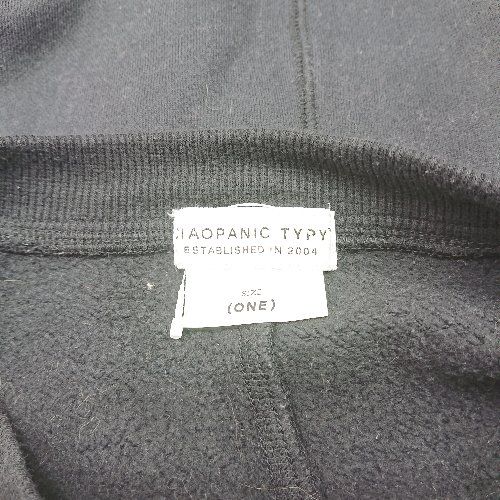 CIAOPANIC TYPY
ESTABLISHED IN 2004
SIZE
(ONE)